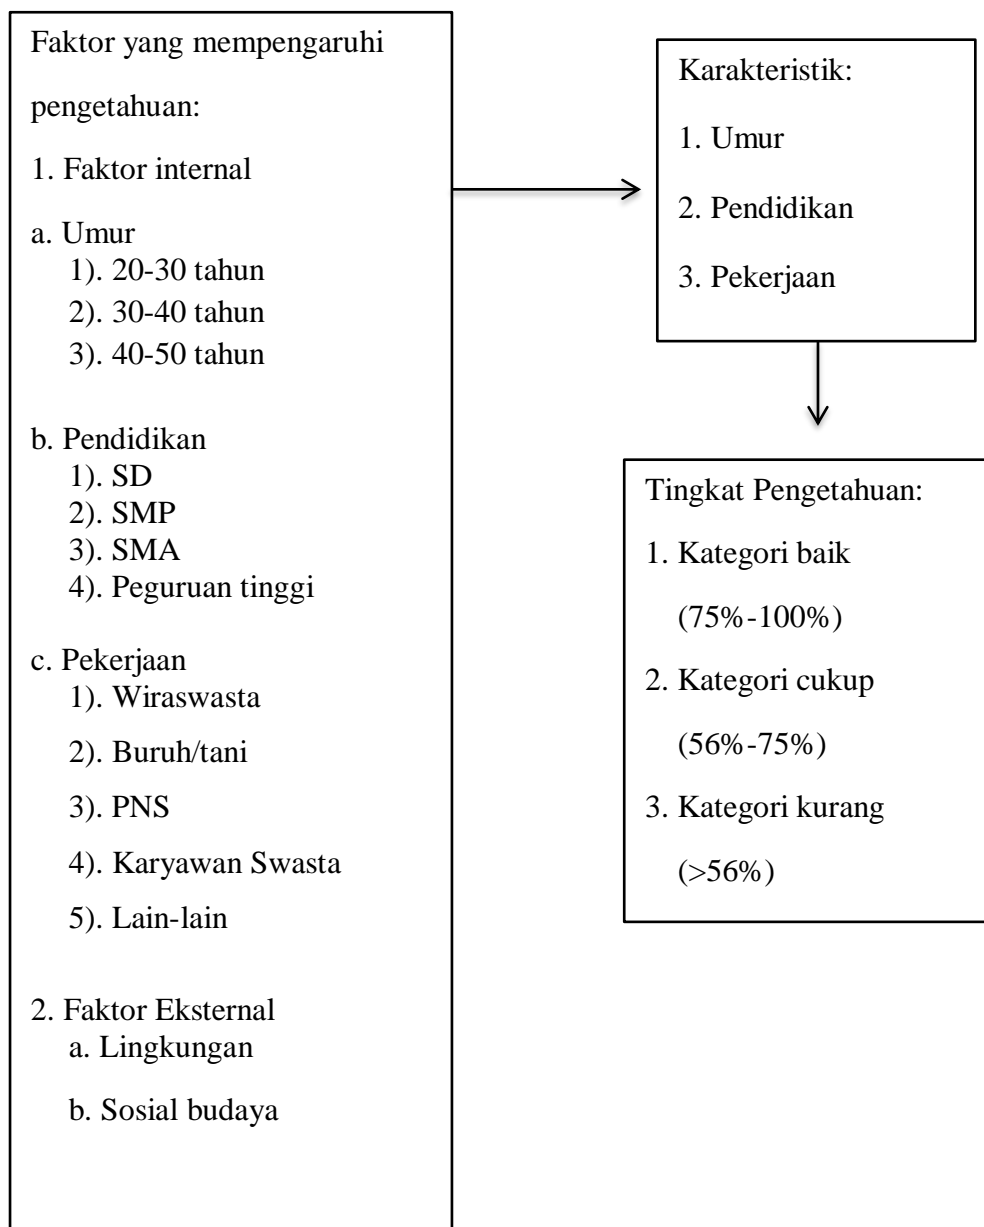 Faktor yang mempengaruhi
pengetahuan:
1. Faktor internal
a. Umur
1). 20-30 tahun
2). 30-40 tahun
3). 40-50 tahun
b. Pendidikan
1). SD
2). SMP
3). SMA
4). Peguruan tinggi
c. Pekerjaan
1). Wiraswasta
2). Buruh/tani
3). PNS
4). Karyawan Swasta
5). Lain-lain
2. Faktor Eksternal
a. Lingkungan
b. Sosial budaya
Karakteristik:
1. Umur
2. Pendidikan
3. Pekerjaan
Tingkat Pengetahuan:
1. Kategori baik
(75%-100%)
2. Kategori cukup
(56%-75%)
3. Kategori kurang
(>56%)